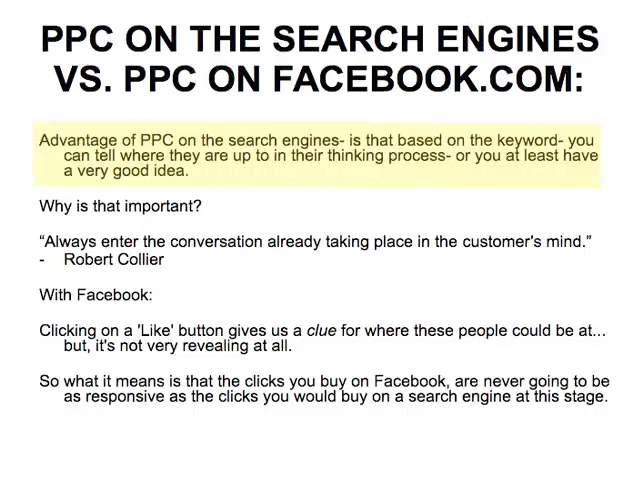 PPC ON THE SEARCH ENGINES
VS. PPC ON FACEBOOK.COM:
Advantage of PPC on the search engines- is that based on the keyword- you
can tell where they are up to in their thinking process- or you at least have
a very good idea.
Why is that important?
“Always enter the conversation already taking place in the customer's mind.”
- Robert Collier
With Facebook:
Clicking on a 'Like' button gives us a clue for where these people could be at...
but, it's not very revealing at all.
So what it means is that the clicks you buy on Facebook, are never going to be
as responsive as the clicks you would buy on a search engine at this stage.